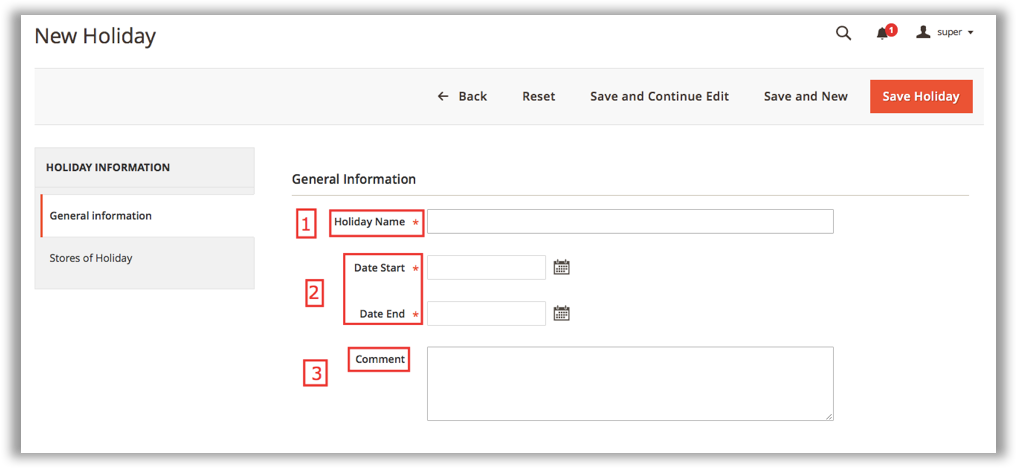 New Holiday
1
super
Back Reset Save and Continue Edit Save and New Save Holiday
HOLIDAY INFORMATION
General information
Stores of Holiday
General Information
1 Holiday Name *
2
Date Start *
Date End *
3 Comment